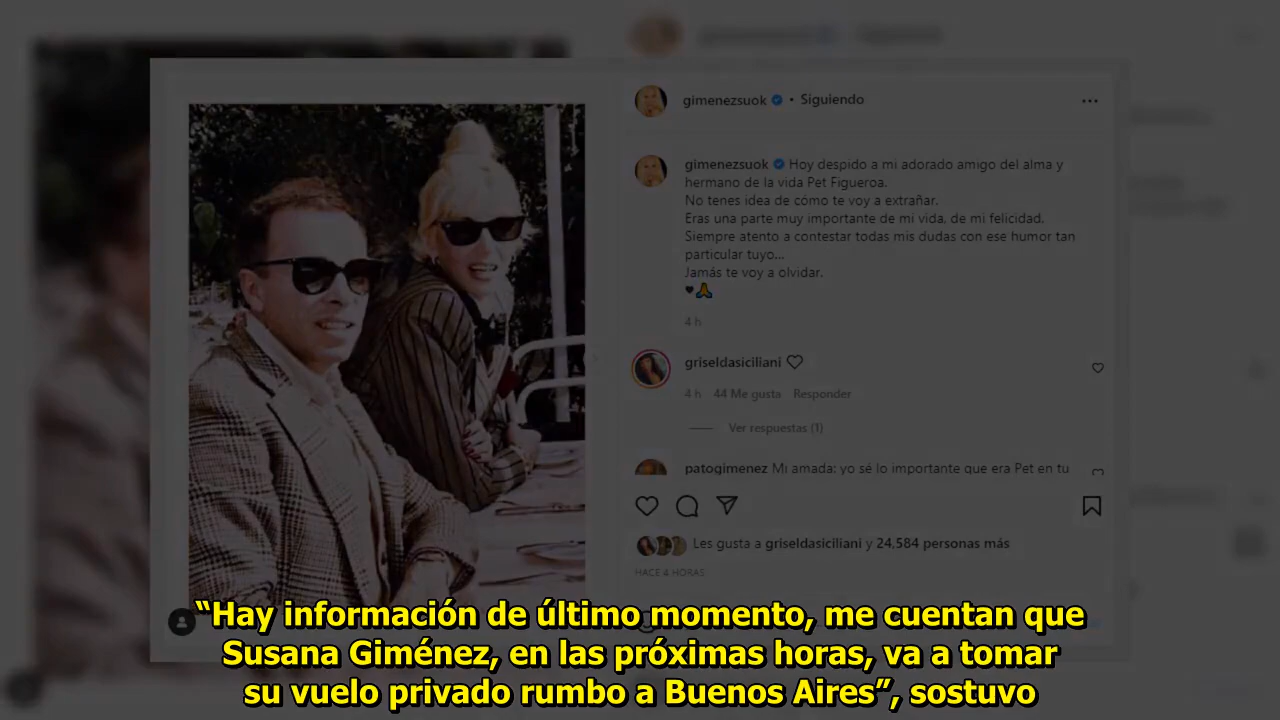 gimenezsuok • Siguiendo
gimenezsuok Hoy despido a mi adorado amigo del alma y
hermano de la vida Pet Figueroa.
No tenes idea de cómo te voy a extrañar.
Eras una parte muy importante de mi vida, de mi felicidad.
Siempre atento a contestar todas mis dudas con ese humor tan
particular tuyo...
Jamás te voy a olvidar.
♥🙏
4 h
griseldasiciliani ♡
4 h 44 Me gusta Responder
Ver respuestas (1)
patogimenez Mi amada: yo sé lo importante que era Pet en tu
Les gusta a griseldasiciliani y 24,584 personas más
HACE 4 HORAS
“Hay información de último momento, me cuentan que
Susana Giménez, en las próximas horas, va a tomar
su vuelo privado rumbo a Buenos Aires”, sostuvo